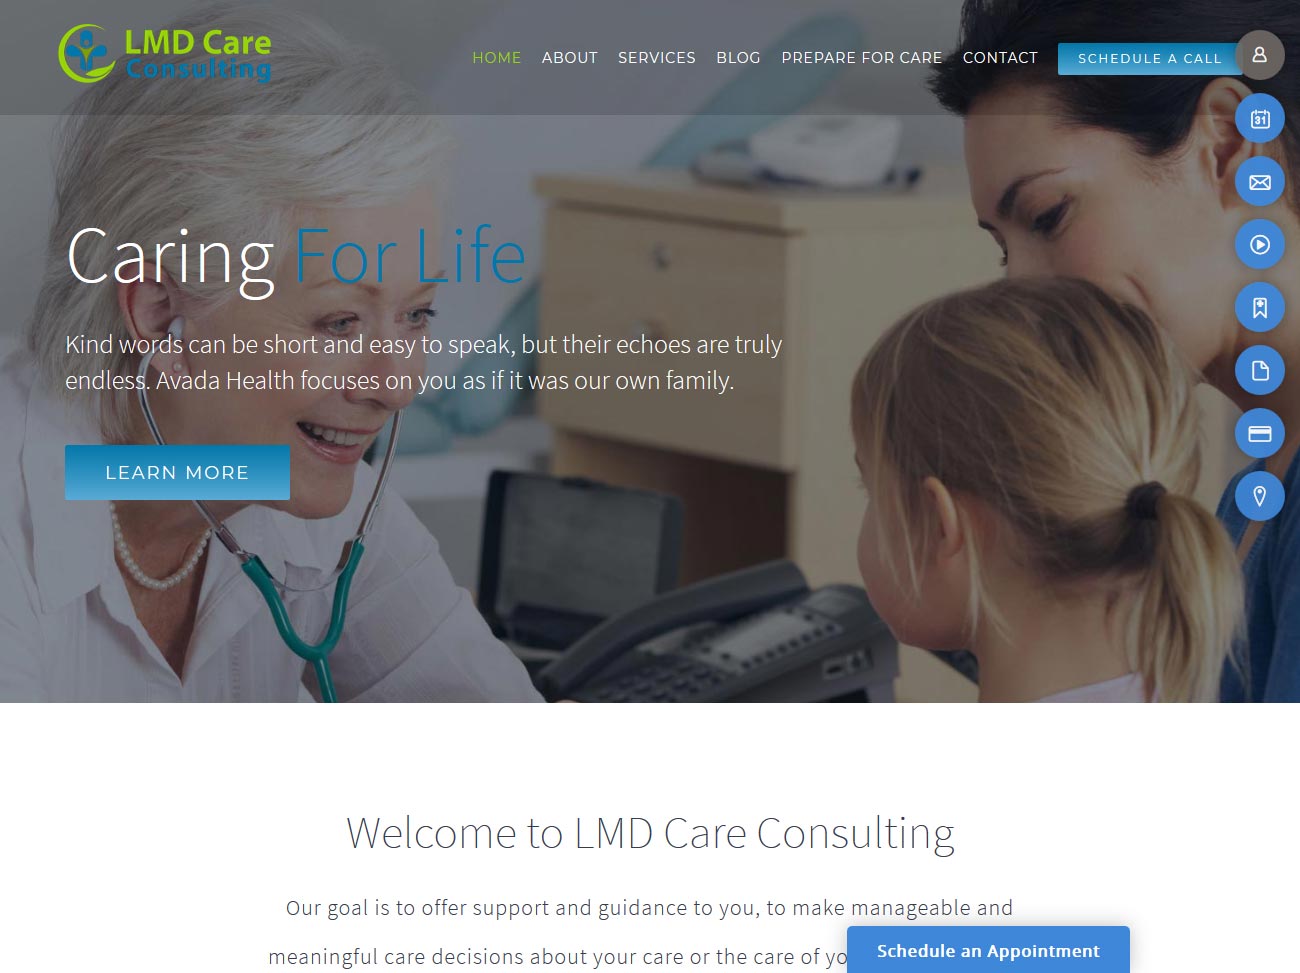 LMD Care
Consulting
HOME ABOUT SERVICES BLOG PREPARE FOR CARE CONTACT SCHEDULE A CALL
31
Caring For Life
Kind words can be short and easy to speak, but their echoes are truly
endless. Avada Health focuses on you as if it was our own family.
LEARN MORE
Welcome to LMD Care Consulting
Our goal is to offer support and guidance to you, to make manageable and
meaningful care decisions about your care or the care of
Schedule an Appointment